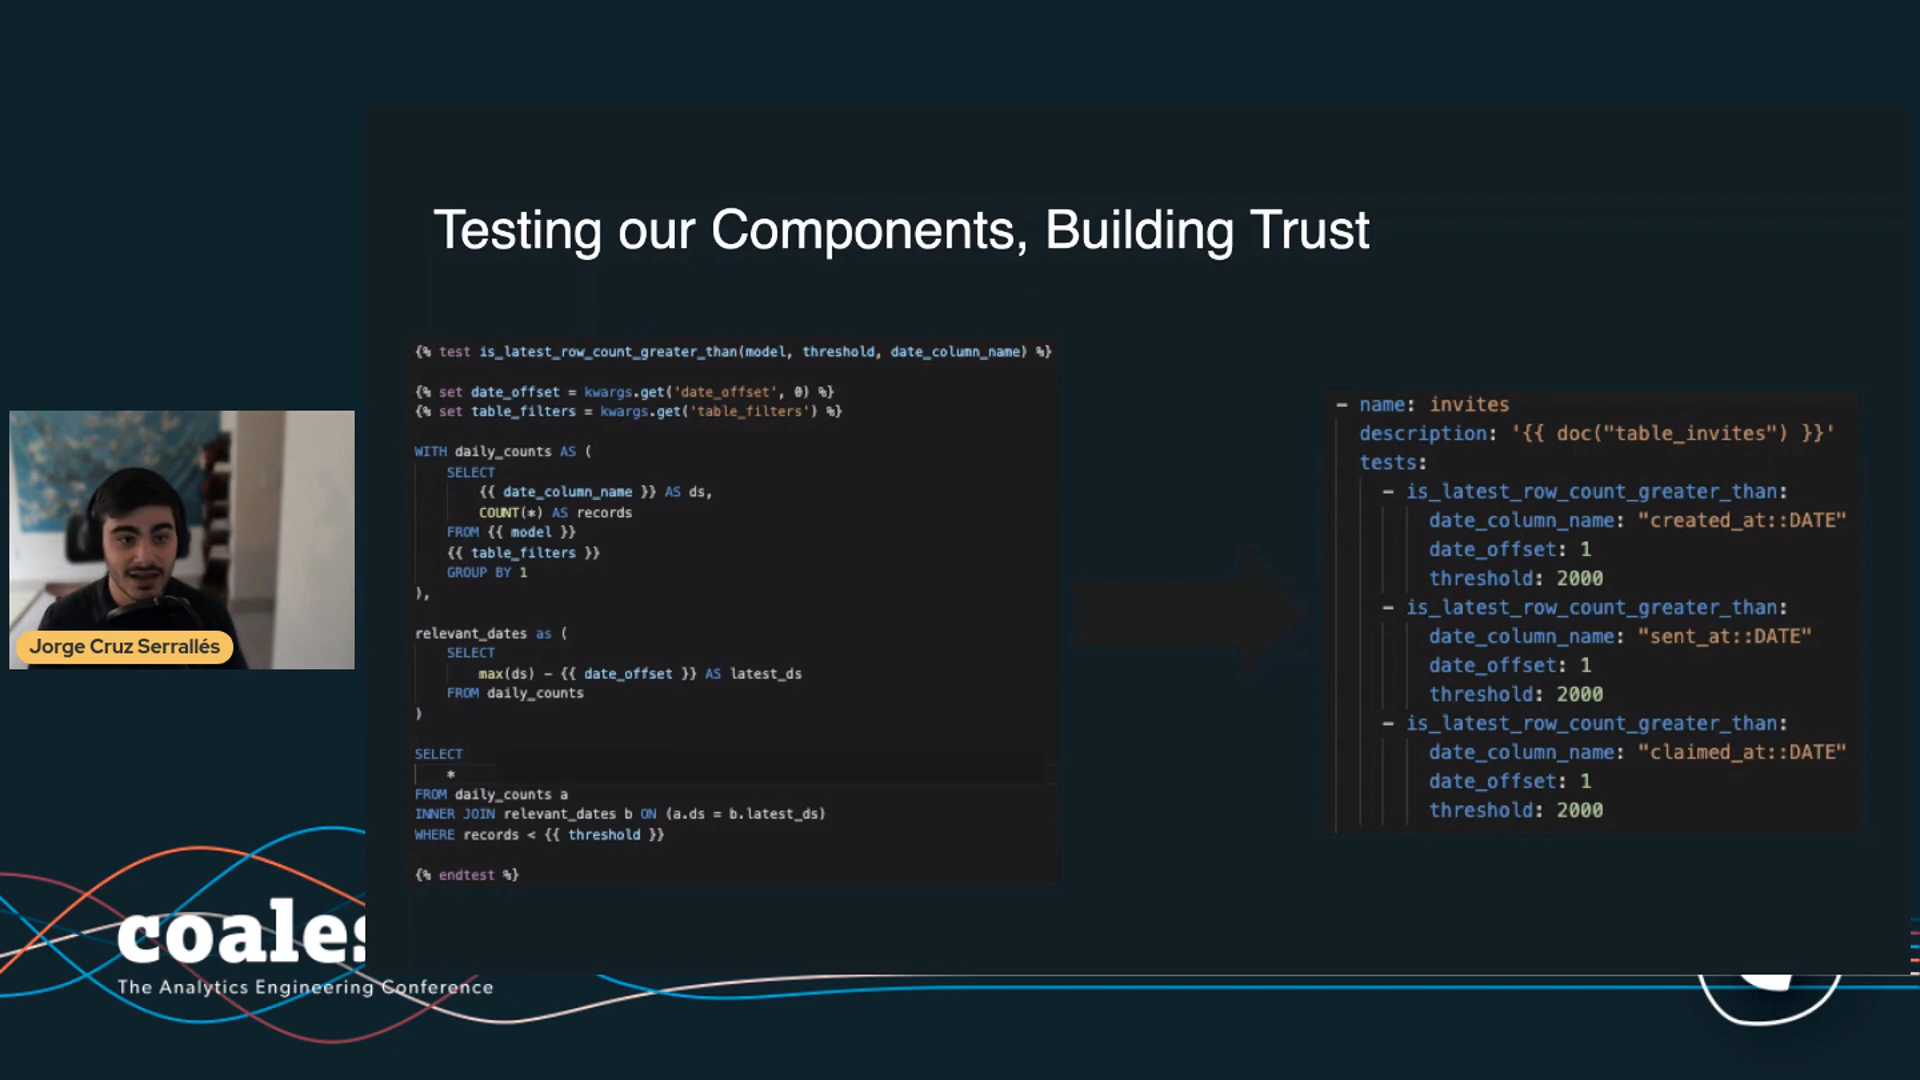 Testing our Components, Building Trust
{% test is_latest_row_count_greater_than(model, threshold, date_column_name) %}
{% set date_offset = kwargs.get('date_offset', 0) %}
{% set table_filters = kwargs.get('table_filters') %}
WITH daily_counts AS (
SELECT
{{ date_column_name }} AS ds,
COUNT(*) AS records
FROM {{ model }}
{{ table_filters }}
GROUP BY 1
),
relevant_dates as (
SELECT
max(ds) - {{ date_offset }} AS latest_ds
FROM daily_counts
)
SELECT
*
FROM daily_counts a
INNER JOIN relevant_dates b ON (a.ds = b.latest_ds)
WHERE records < {{ threshold }}
{% endtest %}
- name: invites
description: '{{ doc("table_invites") }}'
tests:
- is_latest_row_count_greater_than:
date_column_name: "created_at::DATE"
date_offset: 1
threshold: 2000
- is_latest_row_count_greater_than:
date_column_name: "sent_at::DATE"
date_offset: 1
threshold: 2000
- is_latest_row_count_greater_than:
date_column_name: "claimed_at::DATE"
date_offset: 1
threshold: 2000
Jorge Cruz Serrallés
coales
The Analytics Engineering Conference